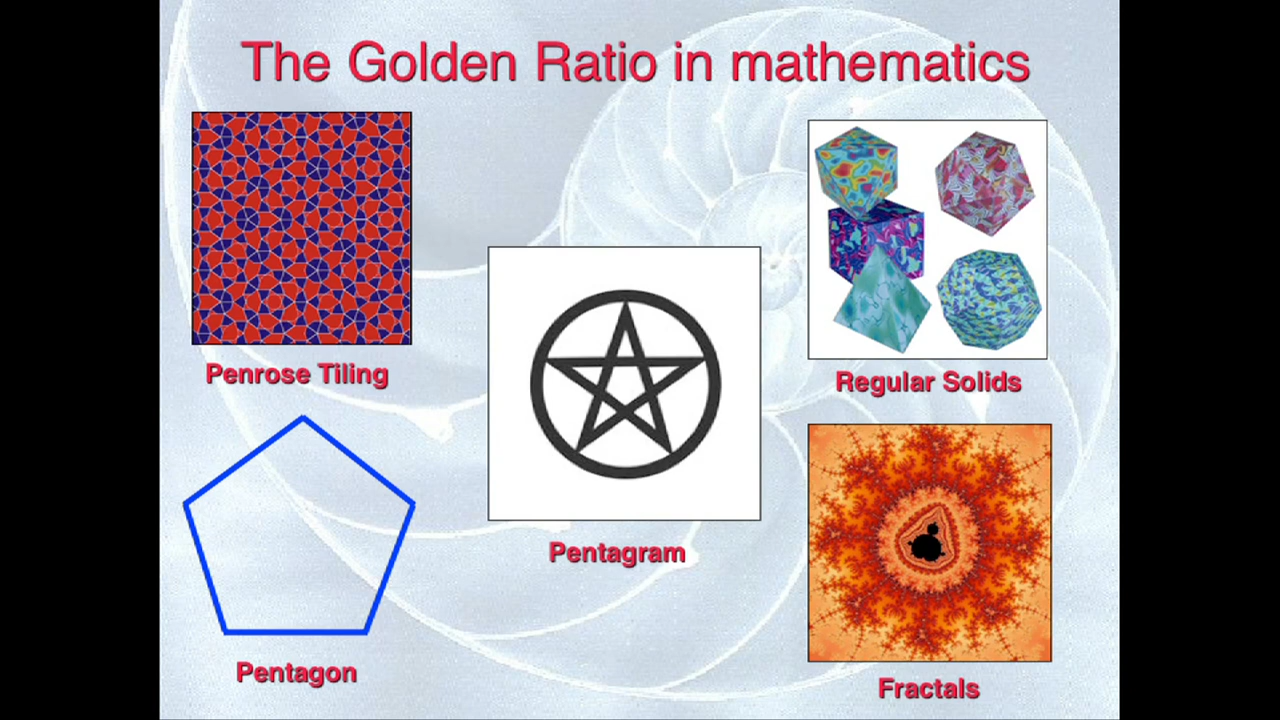 The Golden Ratio in mathematics
Penrose Tiling
Regular Solids
Pentagram
Pentagon
Fractals